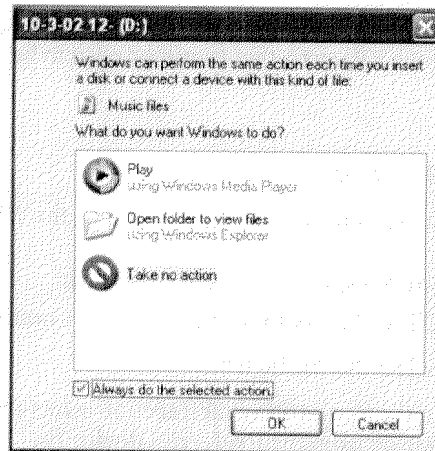 10-3-02 12- (D:)
Windows can perform the same action each time you insert
a disk or connect a device with this kind of file:
Music files
What do you want Windows to do?
Play
using Windows Media Player
Open folder to view files
using Windows Explorer
Take no action
Always do the selected action.
OK
Cancel